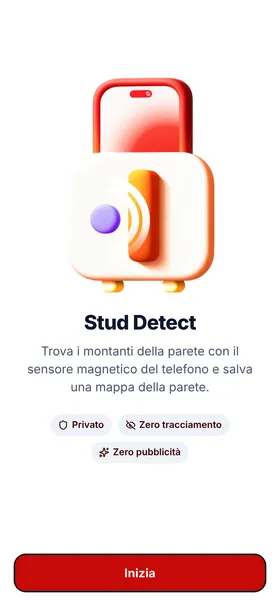 Stud Detect
Trova i montanti della parete con il
sensore magnetico del telefono e salva
una mappa della parete.
Privato
Zero tracciamento
Zero pubblicità
Inizia